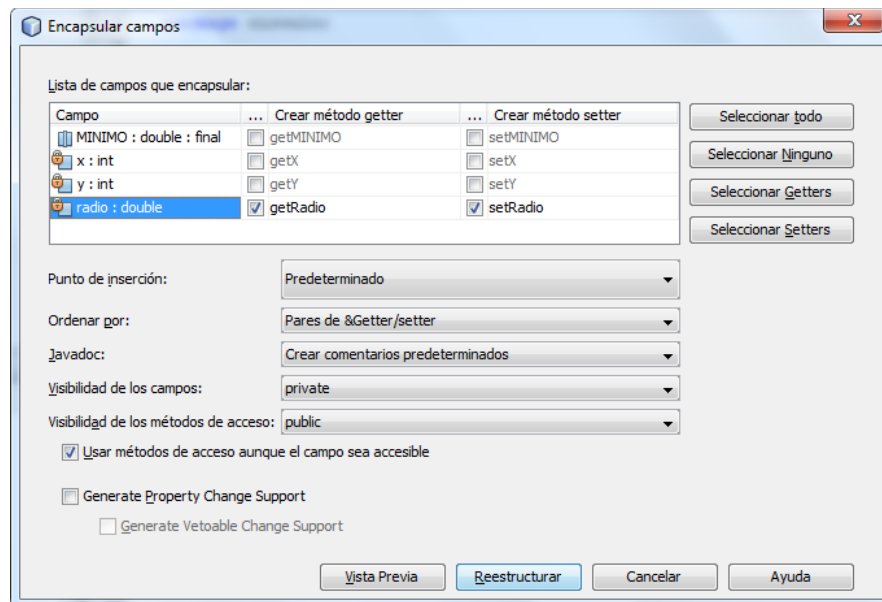 Encapsular campos
Lista de campos que encapsular:
Campo ... Crear método getter ... Crear método setter
MINIMO : double : final getMINIMO setMINIMO
x : int getX setX
y : int getY setY
radio : double getRadio setRadio
Seleccionar todo
Seleccionar Ninguno
Seleccionar Getters
Seleccionar Setters
Punto de inserción: Predeterminado
Ordenar por: Pares de &Getter/setter
Javadoc: Crear comentarios predeterminados
Visibilidad de los campos: private
Visibilidad de los métodos de acceso: public
Usar métodos de acceso aunque el campo sea accesible
Generate Property Change Support
Generate Vetoable Change Support
Vista Previa Reestructurar Cancelar Ayuda